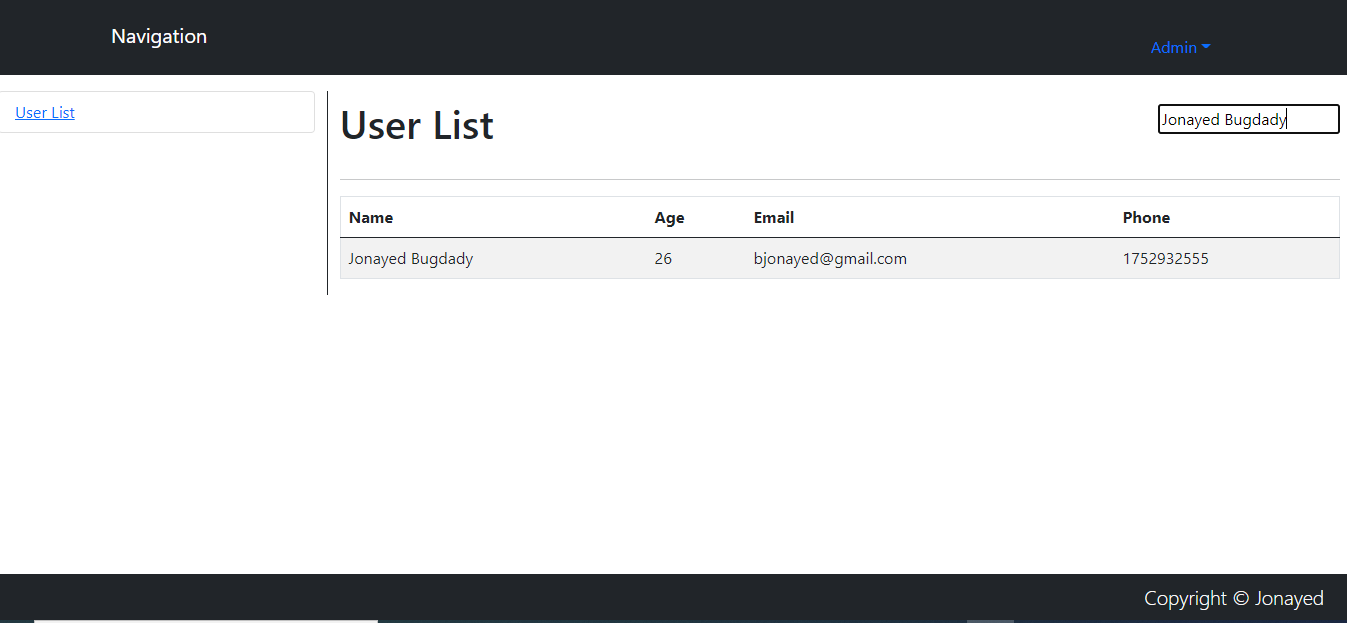 Navigation
Admin
User List
User List
Jonayed Bugdady
Name Age Email Phone
Jonayed Bugdady 26 bjonayed@gmail.com 1752932555
Copyright © Jonayed